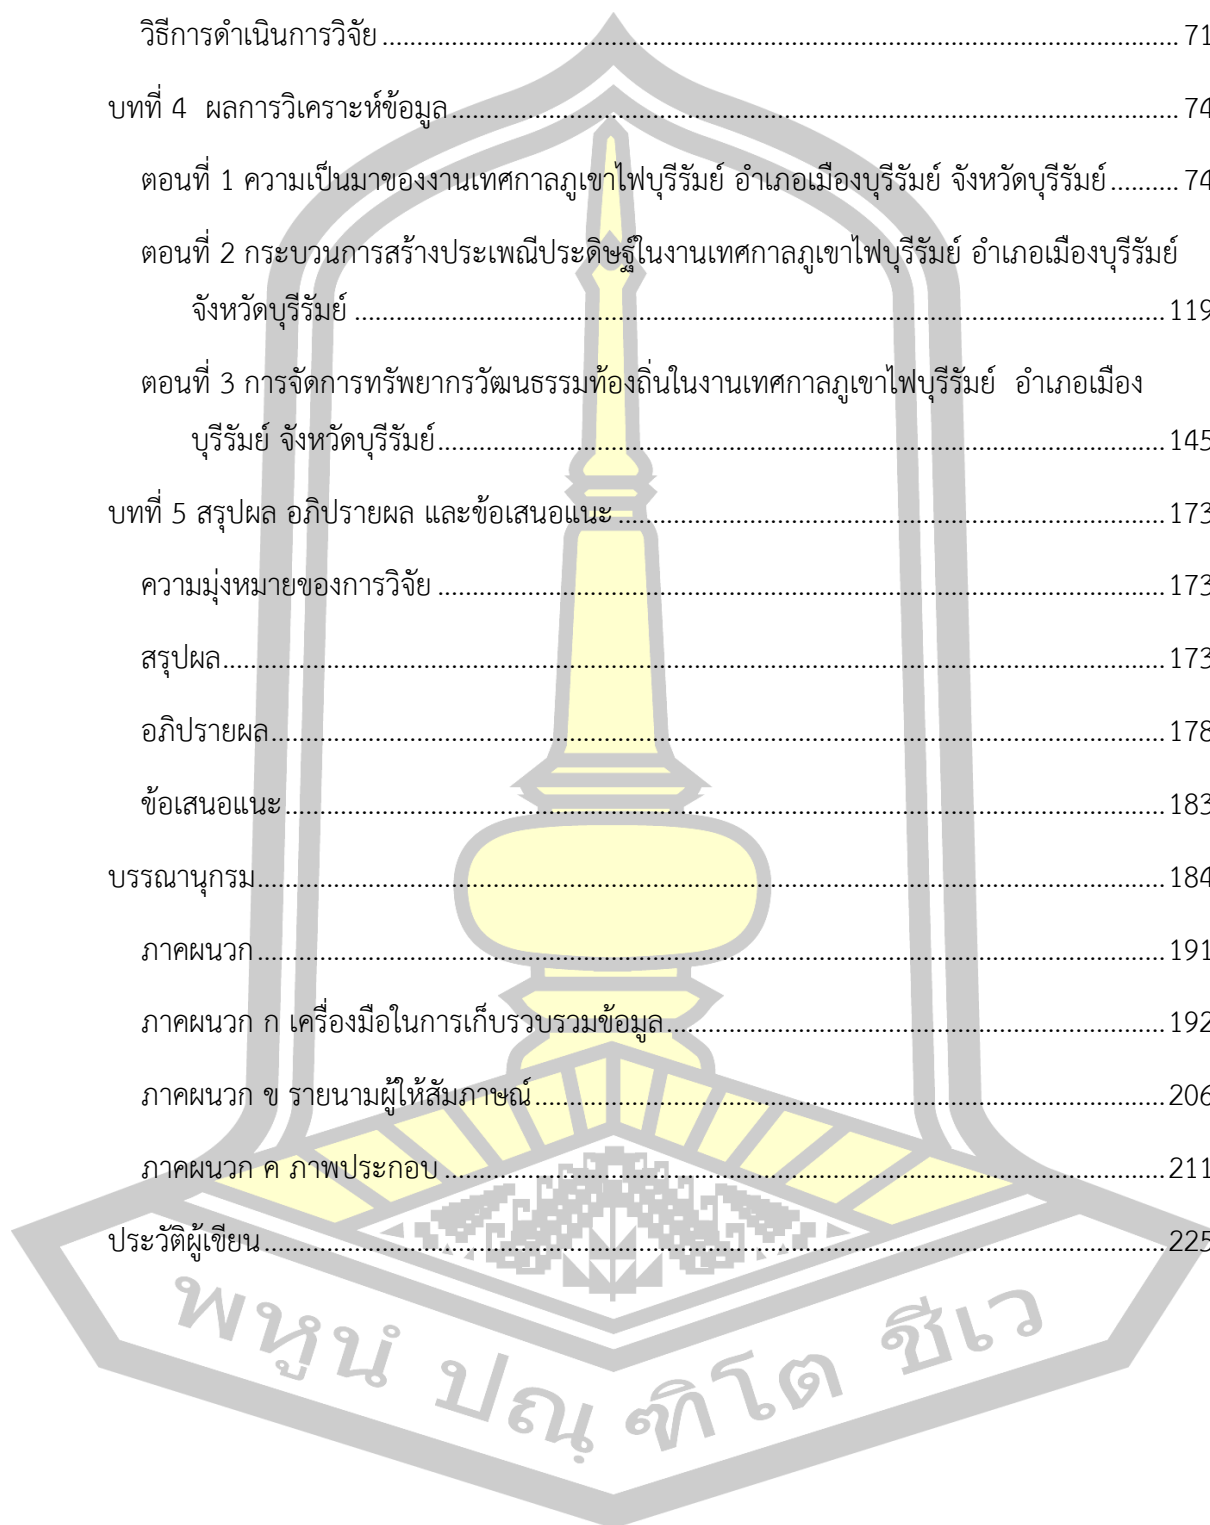 วิธีการดำเนินการวิจัย ........ 71
บทที่ 4  ผลการวิเคราะห์ข้อมูล ........ 74
ตอนที่ 1 ความเป็นมาของงานเทศกาลภูเขาไฟบุรีรัมย์ อำเภอเมืองบุรีรัมย์ จังหวัดบุรีรัมย์ .......... 74
ตอนที่ 2 กระบวนการสร้างประเพณีประดิษฐ์ในงานเทศกาลภูเขาไฟบุรีรัมย์ อำเภอเมืองบุรีรัมย์
จังหวัดบุรีรัมย์ ........ 119
ตอนที่ 3 การจัดการทรัพยากรวัฒนธรรมท้องถิ่นในงานเทศกาลภูเขาไฟบุรีรัมย์  อำเภอเมือง
บุรีรัมย์ จังหวัดบุรีรัมย์ ........ 145
บทที่ 5 สรุปผล อภิปรายผล และข้อเสนอแนะ ........ 173
ความมุ่งหมายของการวิจัย ........ 173
สรุปผล ........ 173
อภิปรายผล ........ 178
ข้อเสนอแนะ ........ 183
บรรณานุกรม ........ 184
ภาคผนวก ........ 191
ภาคผนวก ก เครื่องมือในการเก็บรวบรวมข้อมูล ........ 192
ภาคผนวก ข รายนามผู้ให้สัมภาษณ์ ........ 206
ภาคผนวก ค ภาพประกอบ ........ 211
ประวัติผู้เขียน ........ 225
พหูนํ ปณฺฑิโต ชีเว